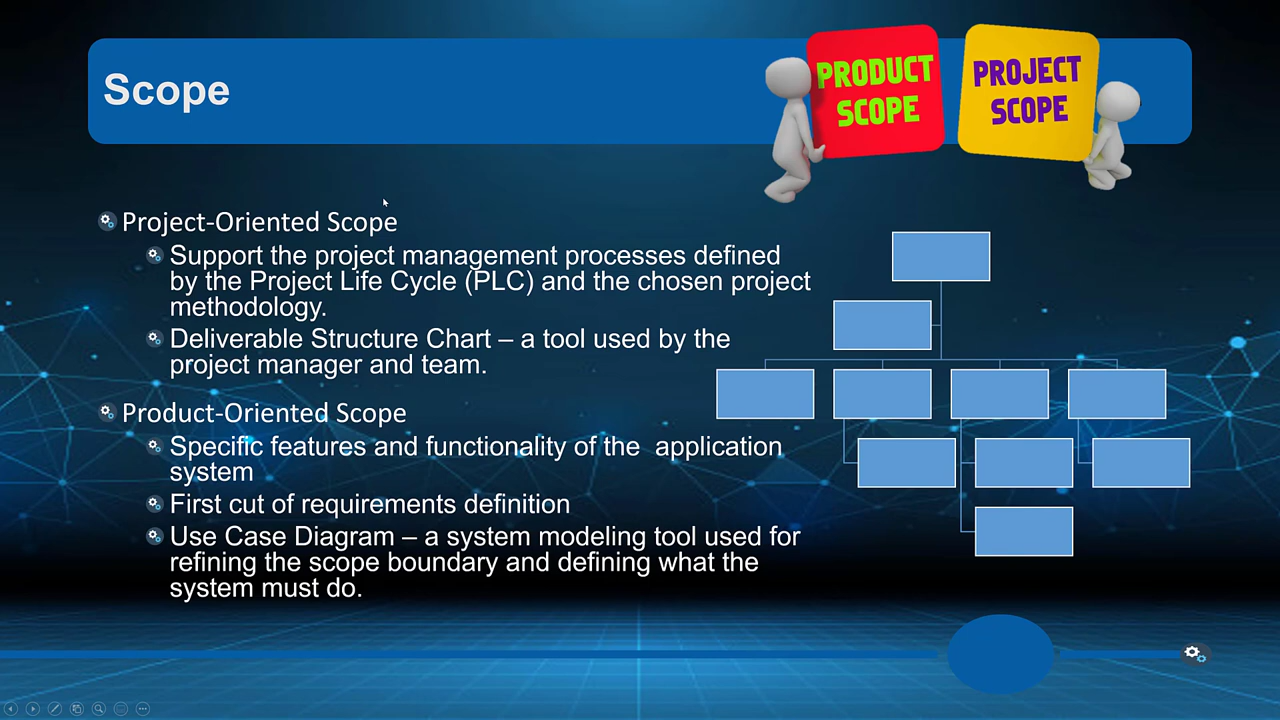 Scope
PRODUCT
SCOPE
PROJECT
SCOPE
Project-Oriented Scope
Support the project management processes defined
by the Project Life Cycle (PLC) and the chosen project
methodology.
Deliverable Structure Chart – a tool used by the
project manager and team.
Product-Oriented Scope
Specific features and functionality of the  application
system
First cut of requirements definition
Use Case Diagram – a system modeling tool used for
refining the scope boundary and defining what the
system must do.